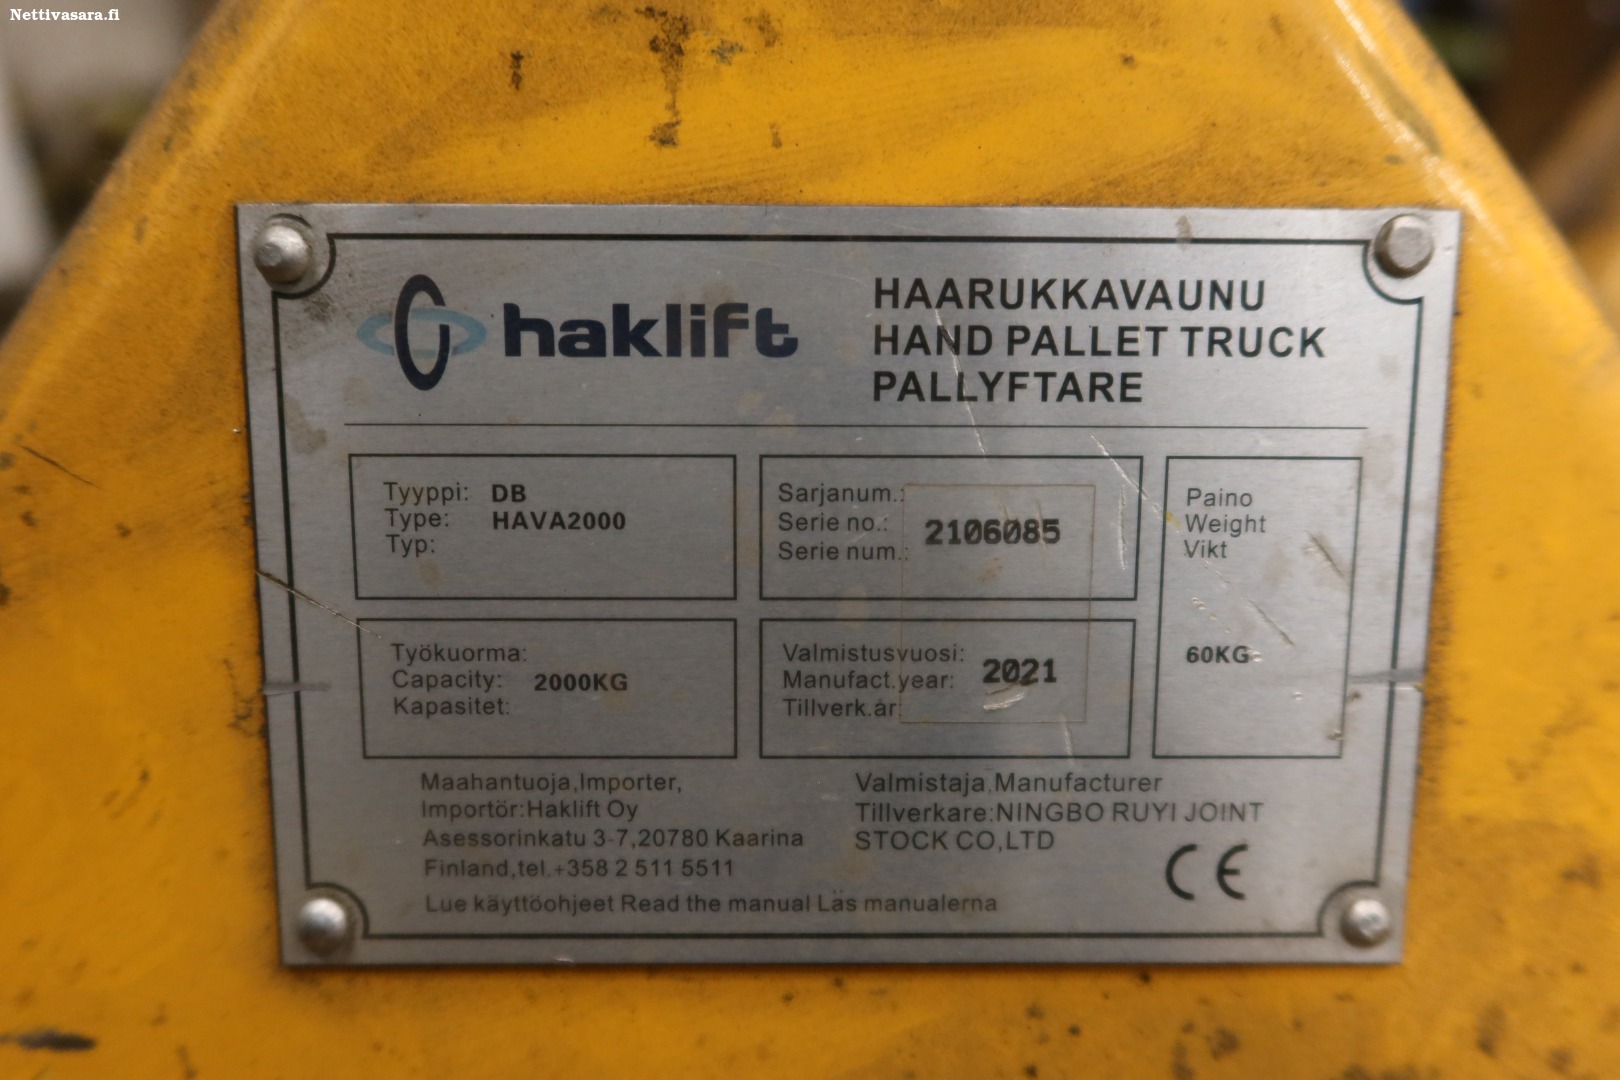 Nettivasara.fi
haklift
HAARUKKAVAUNU
HAND PALLET TRUCK
PALLYFTARE
Tyyppi: DB
Type: HAVA2000
Typ:
Sarjanum.:
Serie no.: 2106085
Serie num.:
Paino
Weight
Vikt
60KG
Työkuorma:
Capacity: 2000KG
Kapasitet:
Valmistusvuosi:
Manufact.year: 2021
Tillverk.år:
Maahantuoja,Importer,
Importör:Haklift Oy
Asessorinkatu 3-7,20780 Kaarina
Finland,tel.+358 2 511 5511
Valmistaja,Manufacturer
Tillverkare:NINGBO RUYI JOINT
STOCK CO,LTD
CE
Lue käyttöohjeet Read the manual Läs manualerna